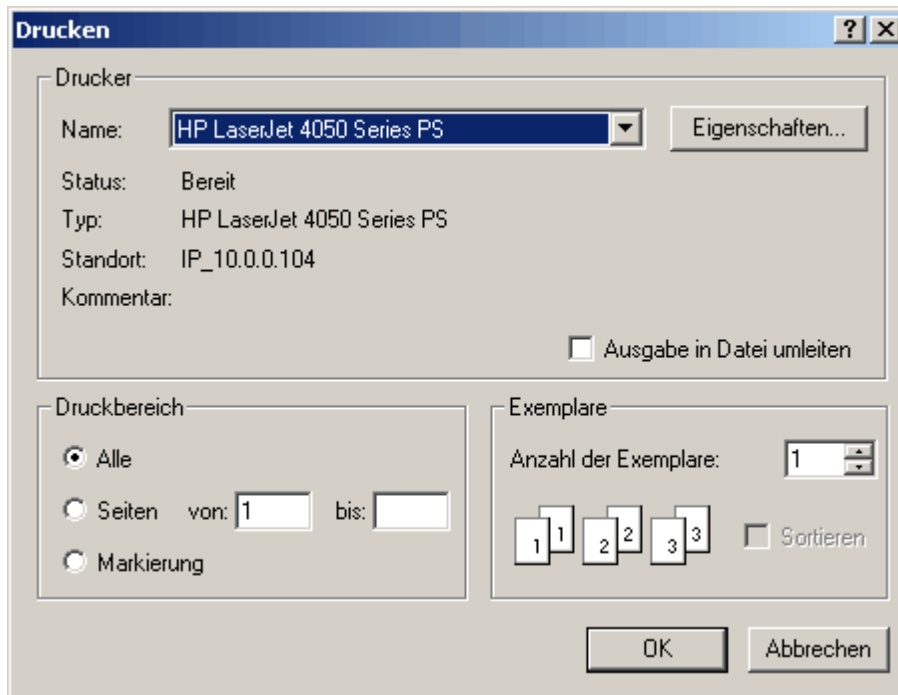 Drucken
Drucker
Name: HP LaserJet 4050 Series PS Eigenschaften...
Status: Bereit
Typ: HP LaserJet 4050 Series PS
Standort: IP_10.0.0.104
Kommentar:
Ausgabe in Datei umleiten
Druckbereich
Alle
Seiten von: 1 bis:
Markierung
Exemplare
Anzahl der Exemplare: 1
1 1 2 2 3 3 Sortieren
OK Abbrechen